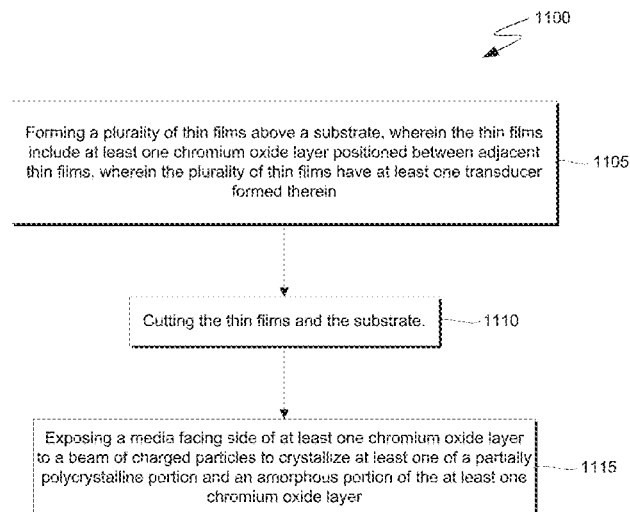 1100
Forming a plurality of thin films above a substrate, wherein the thin films
include at least one chromium oxide layer positioned between adjacent
thin films, wherein the plurality of thin films have at least one transducer
formed therein
1105
Cutting the thin films and the substrate.
1110
Exposing a media facing side of at least one chromium oxide layer
to a beam of charged particles to crystallize at least one of a partially
polycrystalline portion and an amorphous portion of the at least one
chromium oxide layer
1115